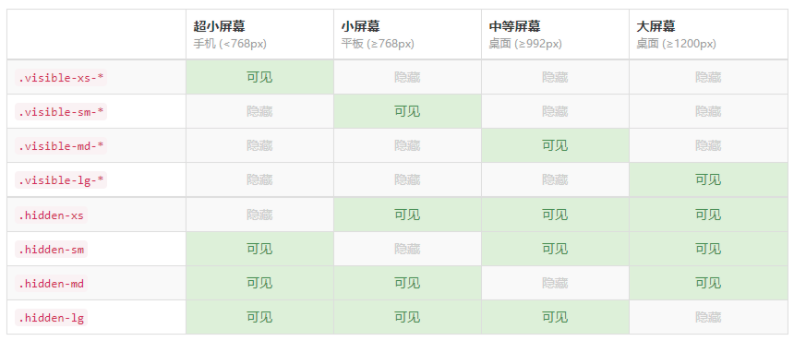 超小屏幕 小屏幕 中等屏幕 大屏幕
手机 (<768px) 平板 (≥768px) 桌面 (≥992px) 桌面 (≥1200px)
.visible-xs-* 可见 隐藏 隐藏 隐藏
.visible-sm-* 隐藏 可见 隐藏 隐藏
.visible-md-* 隐藏 隐藏 可见 隐藏
.visible-lg-* 隐藏 隐藏 隐藏 可见
.hidden-xs 隐藏 可见 可见 可见
.hidden-sm 可见 隐藏 可见 可见
.hidden-md 可见 可见 隐藏 可见
.hidden-lg 可见 可见 可见 隐藏